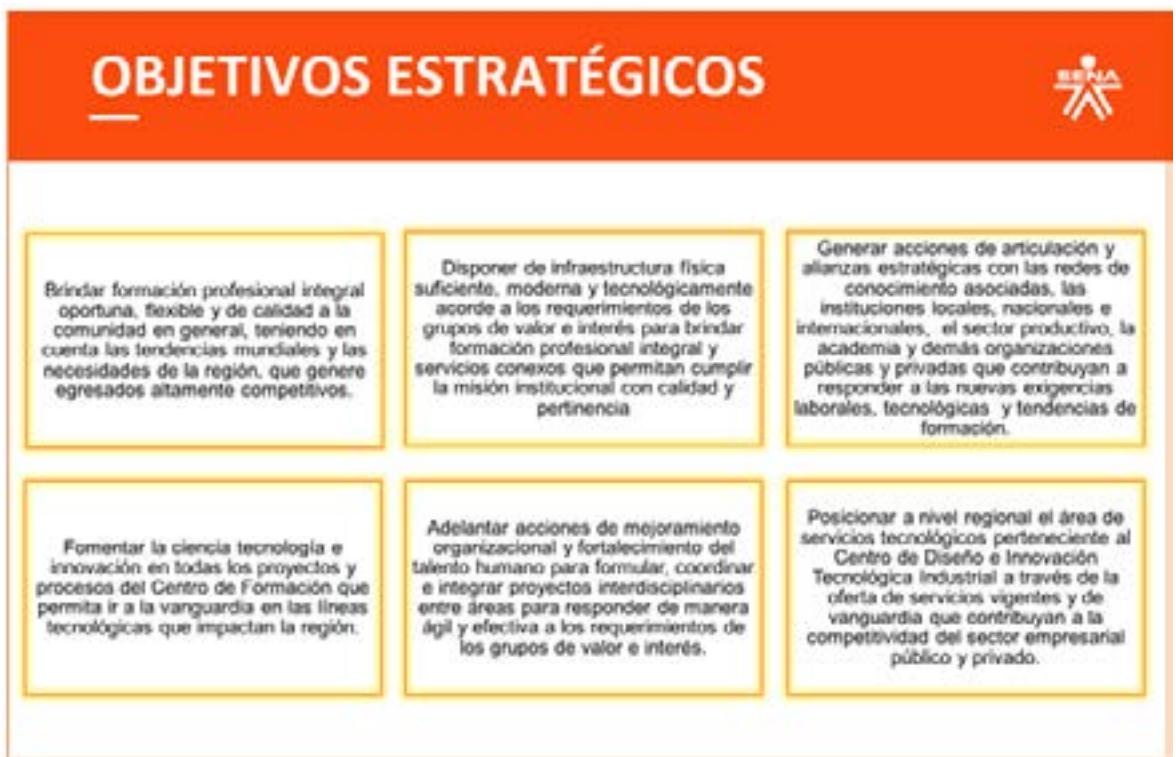 OBJETIVOS ESTRATÉGICOS
SENA
Brindar formación profesional integral
oportuna, flexible y de calidad a la
comunidad en general, teniendo en
cuenta las tendencias mundiales y las
necesidades de la región, que genere
egresados altamente competitivos.
Disponer de infraestructura física
suficiente, moderna y tecnológicamente
acorde a los requerimientos de los
grupos de valor e interés para brindar
formación profesional integral y
servicios conexos que permitan cumplir
la misión institucional con calidad y
pertinencia
Generar acciones de articulación y
alianzas estratégicas con las redes de
conocimiento asociadas, las
instituciones locales, nacionales e
internacionales, el sector productivo, la
academia y demás organizaciones
públicas y privadas que contribuyan a
responder a las nuevas exigencias
laborales, tecnológicas y tendencias de
formación.
Fomentar la ciencia tecnología e
innovación en todas los proyectos y
procesos del Centro de Formación que
permita ir a la vanguardia en las líneas
tecnológicas que impactan la región.
Adelantar acciones de mejoramiento
organizacional y fortalecimiento del
talento humano para formular, coordinar
e integrar proyectos interdisciplinarios
entre áreas para responder de manera
ágil y efectiva a los requerimientos de
los grupos de valor e interés.
Posicionar a nivel regional el área de
servicios tecnológicos perteneciente al
Centro de Diseño e Innovación
Tecnológica Industrial a través de la
oferta de servicios vigentes y de
vanguardia que contribuyan a la
competitividad del sector empresarial
público y privado.